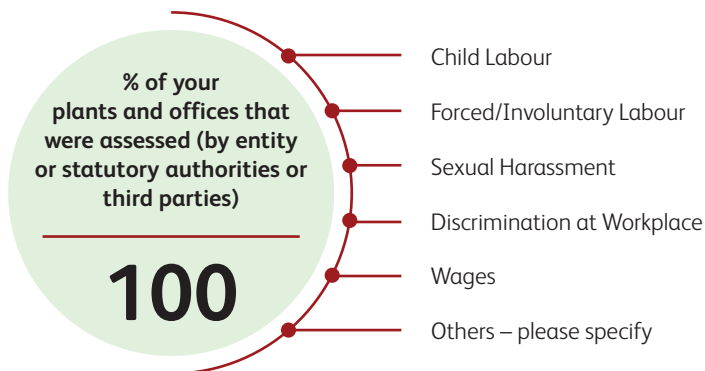 % of your
plants and offices that
were assessed (by entity
or statutory authorities or
third parties)
100
Child Labour
Forced/Involuntary Labour
Sexual Harassment
Discrimination at Workplace
Wages
Others – please specify